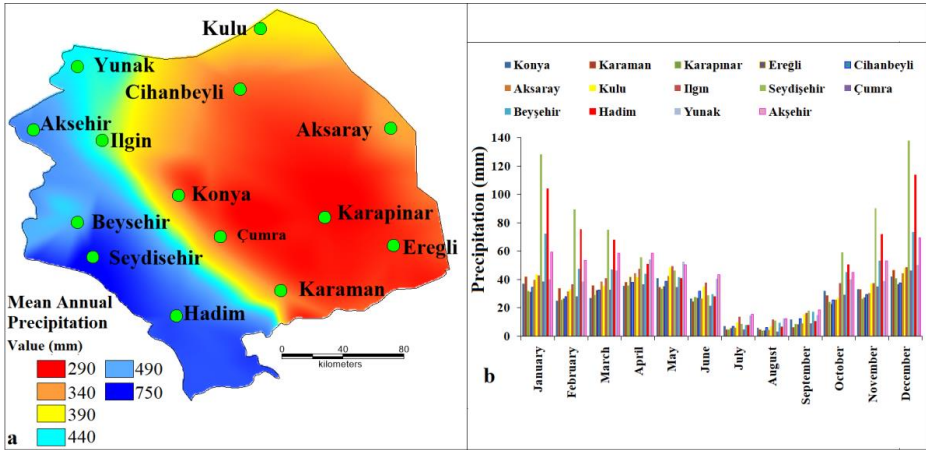 Kulu
Yunak
Cihanbeyli
Aksehir
Aksaray
Ilgin
Konya
Karapinar
Beysehir
Çumra
Eregli
Seydisehir
Karaman
Hadim
Mean Annual
Precipitation
Value (mm)
290 490
340 750
390
440
0 40 80
kilometers
a
Konya Karaman Karapınar Ereğli Cihanbeyli
Aksaray Kulu Ilgın Seydişehir Çumra
Beyşehir Hadim Yunak Akşehir
Precipitation (mm)
140
120
100
80
60
40
20
0
January February March April May June July August September October November December
b